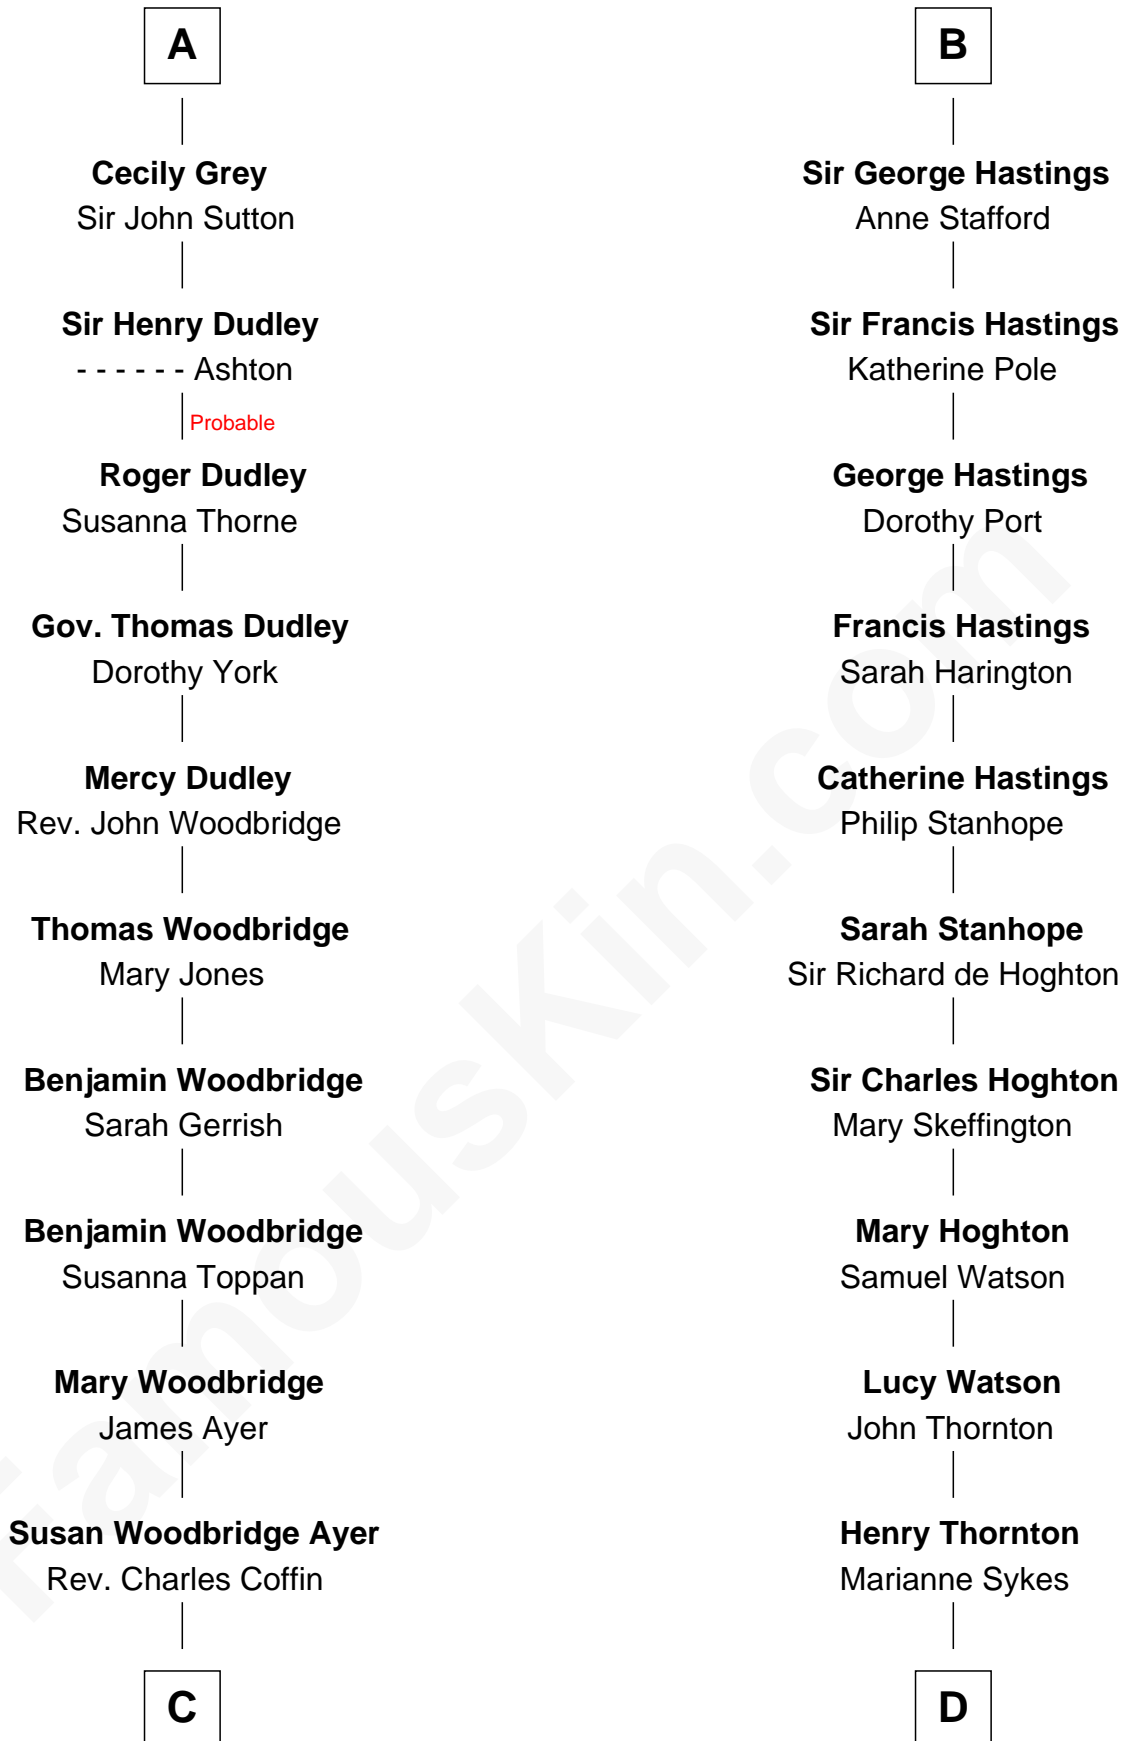 A
Cecily Grey
Sir John Sutton
Sir Henry Dudley
- - - - - - Ashton
Probable
Roger Dudley
Susanna Thorne
Gov. Thomas Dudley
Dorothy York
Mercy Dudley
Rev. John Woodbridge
Thomas Woodbridge
Mary Jones
Benjamin Woodbridge
Sarah Gerrish
Benjamin Woodbridge
Susanna Toppan
Mary Woodbridge
James Ayer
Susan Woodbridge Ayer
Rev. Charles Coffin
C
B
Sir George Hastings
Anne Stafford
Sir Francis Hastings
Katherine Pole
George Hastings
Dorothy Port
Francis Hastings
Sarah Harington
Catherine Hastings
Philip Stanhope
Sarah Stanhope
Sir Richard de Hoghton
Sir Charles Hoghton
Mary Skeffington
Mary Hoghton
Samuel Watson
Lucy Watson
John Thornton
Henry Thornton
Marianne Sykes
D
FamousKin.com